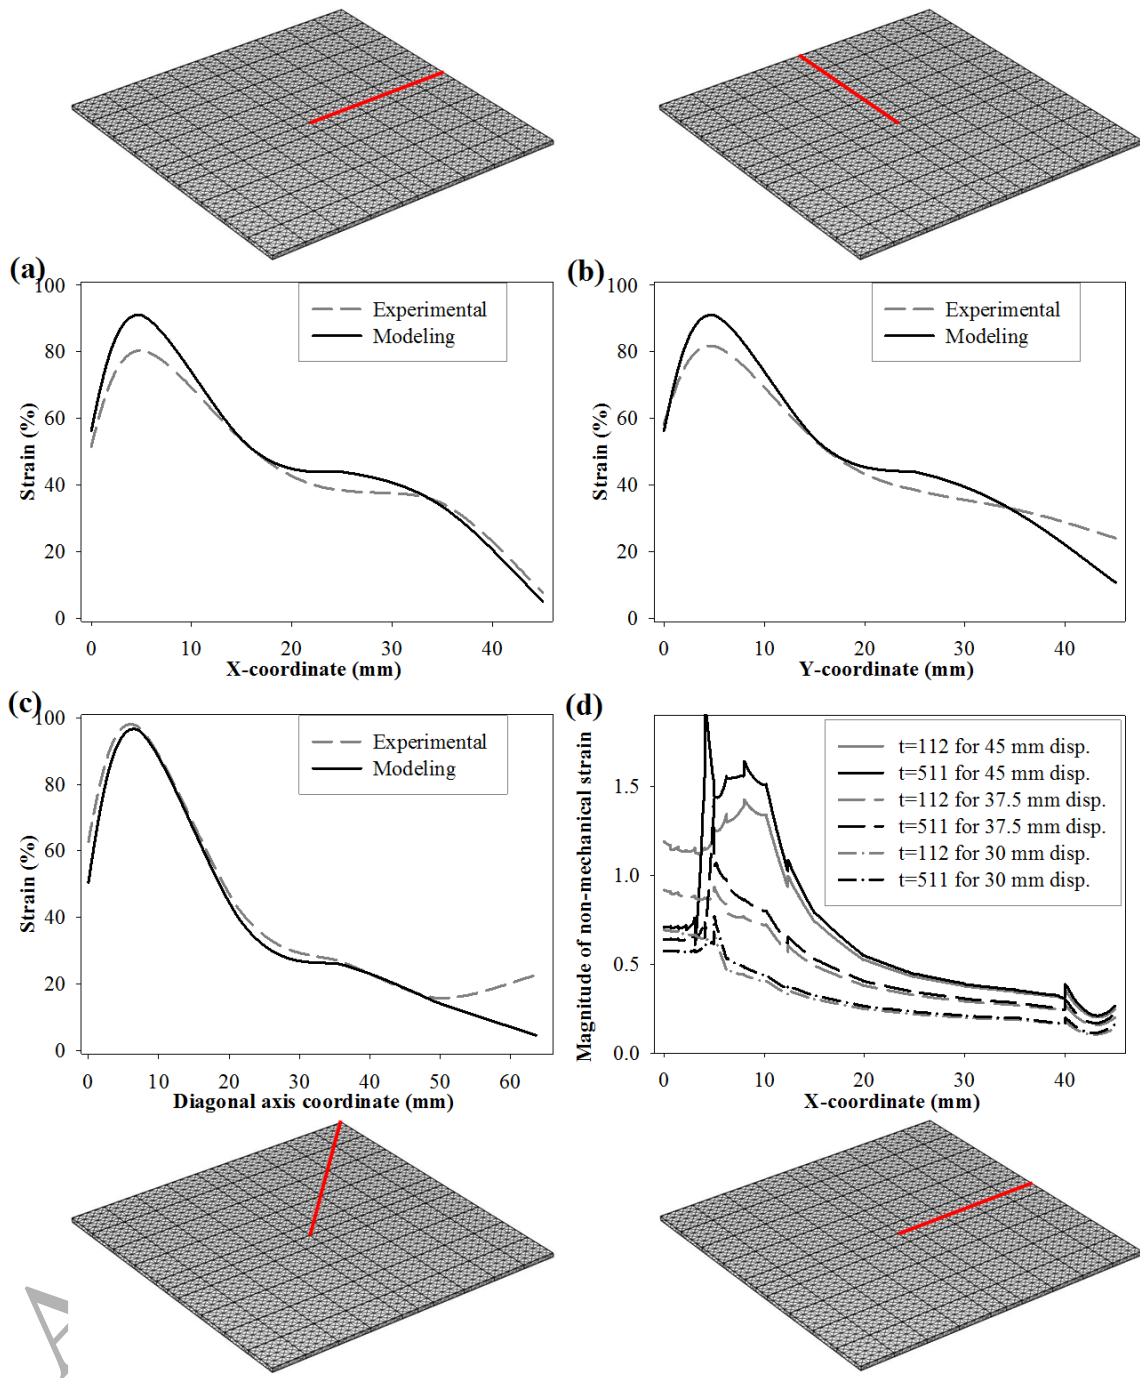 (a)
(b)
100
80
60
40
20
0
Strain (%)
Experimental
Modeling
0 10 20 30 40
X-coordinate (mm)
100
80
60
40
20
0
Strain (%)
Experimental
Modeling
0 10 20 30 40
Y-coordinate (mm)
(c)
(d)
100
80
60
40
20
0
Strain (%)
Experimental
Modeling
0 10 20 30 40 50 60
Diagonal axis coordinate (mm)
1.5
1.0
0.5
0.0
Magnitude of non-mechanical strain
t=112 for 45 mm disp.
t=511 for 45 mm disp.
t=112 for 37.5 mm disp.
t=511 for 37.5 mm disp.
t=112 for 30 mm disp.
t=511 for 30 mm disp.
0 10 20 30 40
X-coordinate (mm)
A